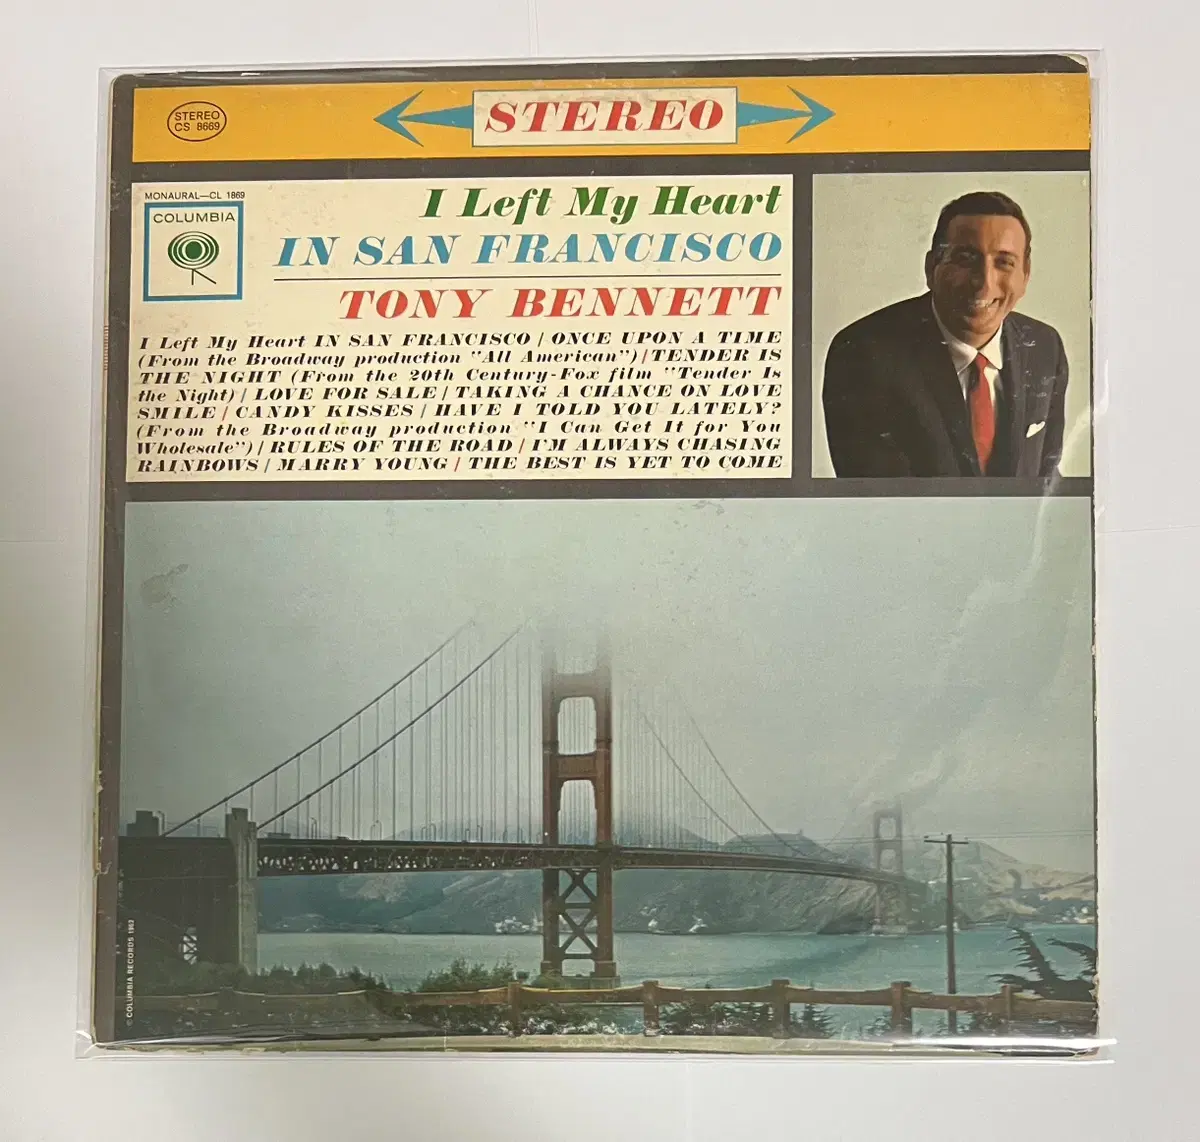 STEREO
CS 8669
STEREO
MONAURAL—CL 1869
COLUMBIA
I Left My Heart
IN SAN FRANCISCO
TONY BENNETT
I Left My Heart IN SAN FRANCISCO / ONCE UPON A TIME
(From the Broadway production "All American") / TENDER IS
THE NIGHT (From the 20th Century-Fox film "Tender Is
the Night) / LOVE FOR SALE / TAKING A CHANCE ON LOVE
SMILE / CANDY KISSES / HAVE I TOLD YOU LATELY?
(From the Broadway production "I Can Get It for You
Wholesale") / RULES OF THE ROAD / I'M ALWAYS CHASING
RAINBOWS / MARRY YOUNG / THE BEST IS YET TO COME
© COLUMBIA RECORDS 1962